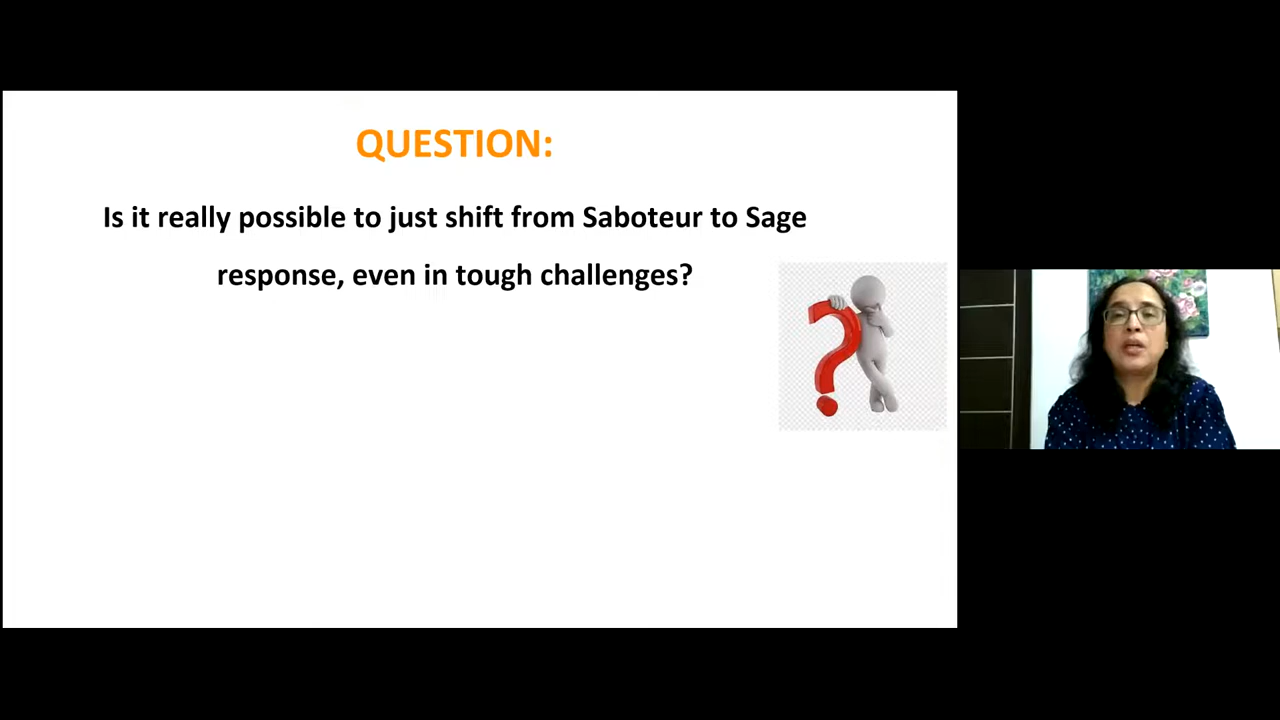 QUESTION:
Is it really possible to just shift from Saboteur to Sage
response, even in tough challenges?